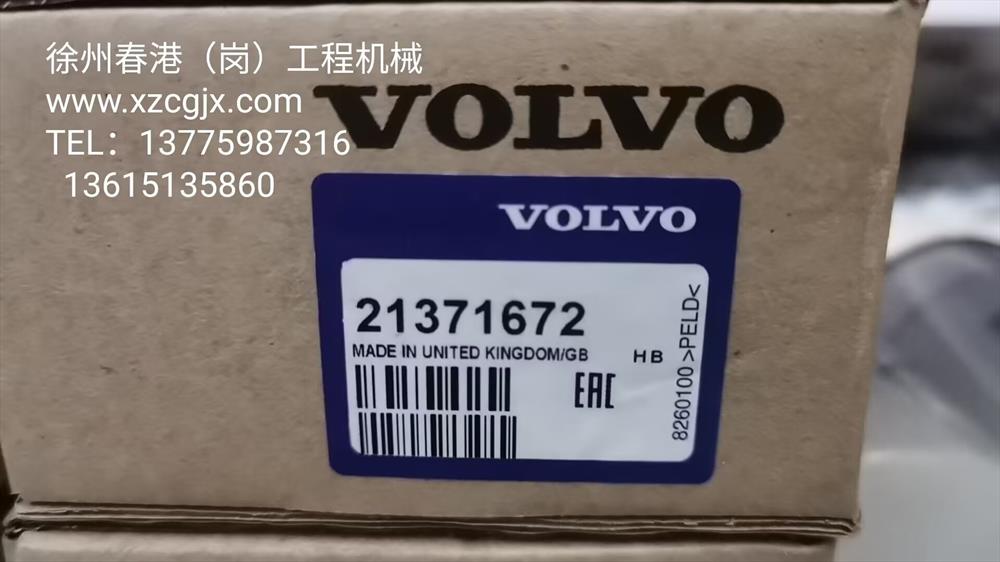 徐州春港（岗）工程机械
www.xzcgjx.com
TEL：13775987316
13615135860
VOLVO
VOLVO
21371672
MADE IN UNITED KINGDOM/GB HB
EAC
8260100 >PELD<